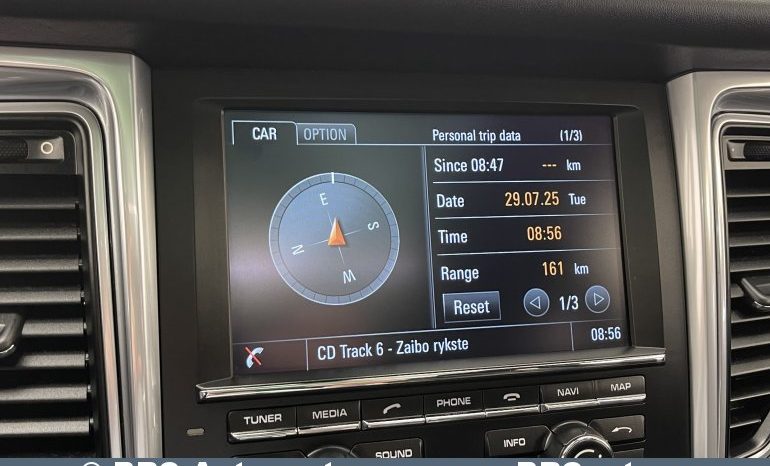 CAR OPTION Personal trip data (1/3)
Since 08:47 --- km
E
S
N
W
Date 29.07.25 Tue
Time 08:56
Range 161 km
Reset 1/3
CD Track 6 - Zaibo rykste 08:56
TUNER MEDIA PHONE NAVI MAP
SOUND INFO